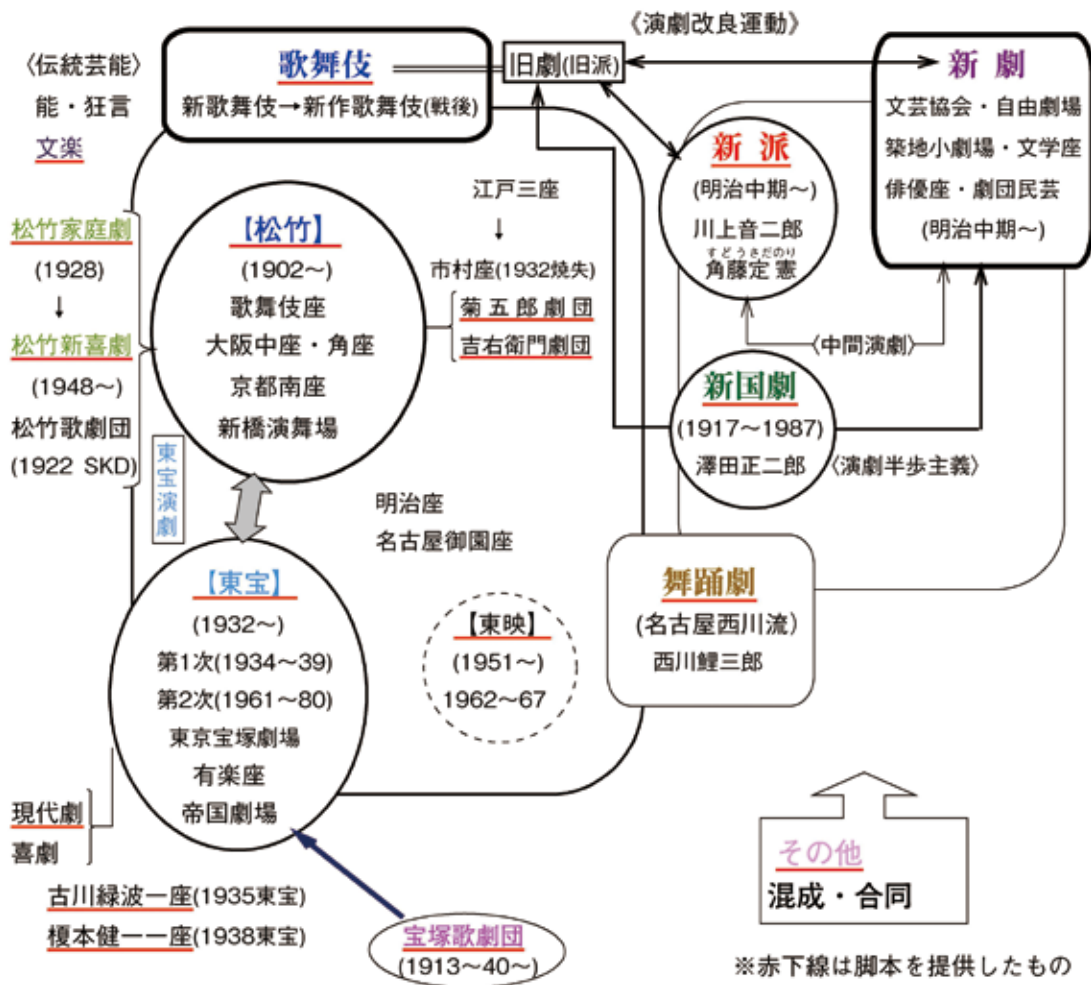 《演劇改良運動》
〈伝統芸能〉
能・狂言
文楽
歌舞伎
新歌舞伎→新作歌舞伎(戦後)
旧劇(旧派)
新劇
文芸協会・自由劇場
築地小劇場・文学座
俳優座・劇団民芸
(明治中期〜)
新派
(明治中期〜)
川上音二郎
すどうさだのり
角藤定憲
〈中間演劇〉
松竹家庭劇
(1928)
↓
松竹新喜劇
(1948〜)
松竹歌劇団
(1922 SKD)
【松竹】
(1902〜)
歌舞伎座
大阪中座・角座
京都南座
新橋演舞場
江戸三座
↓
市村座(1932焼失)
菊五郎劇団
吉右衛門劇団
新国劇
(1917〜1987)
澤田正二郎
〈演劇半歩主義〉
東宝演劇
明治座
名古屋御園座
【東宝】
(1932〜)
第1次(1934〜39)
第2次(1961〜80)
東京宝塚劇場
有楽座
帝国劇場
【東映】
(1951〜)
1962〜67
舞踊劇
(名古屋西川流)
西川鯉三郎
現代劇
喜劇
古川緑波一座(1935東宝)
榎本健一一座(1938東宝)
宝塚歌劇団
(1913〜40〜)
その他
混成・合同
※赤下線は脚本を提供したもの